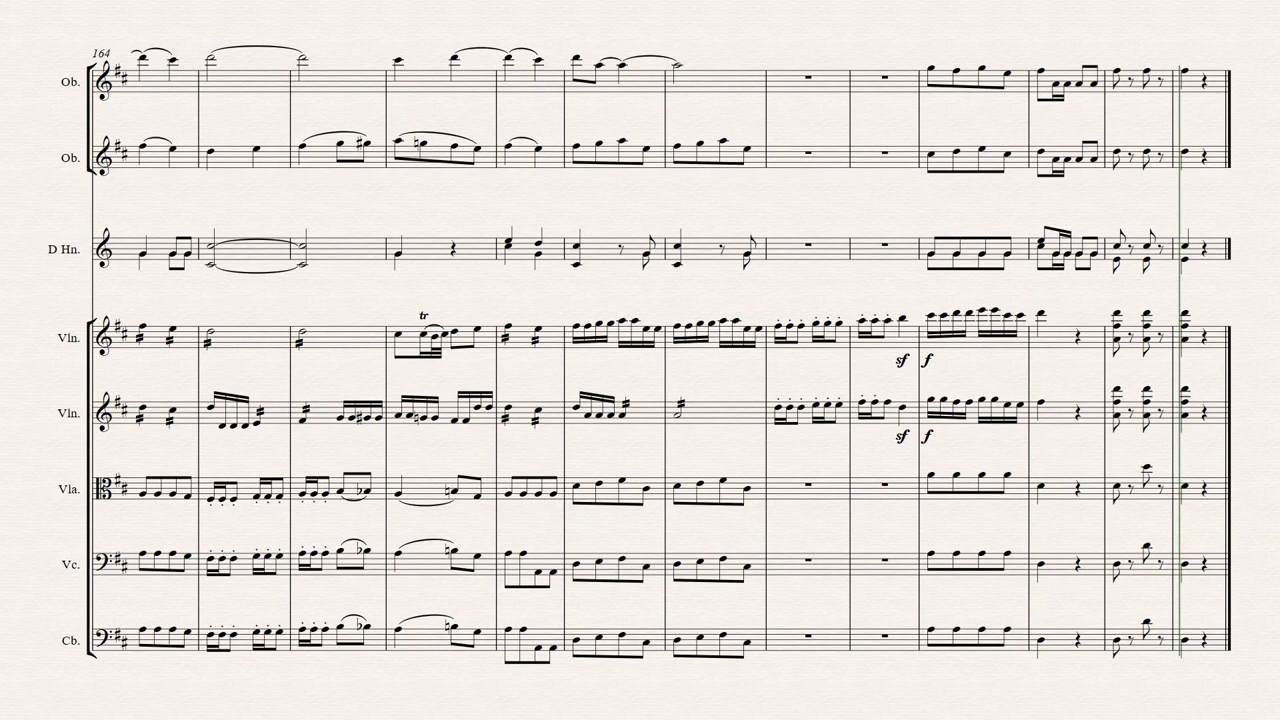 164
Ob.
Ob.
D Hn.
tr
Vln.
sf f
Vln.
sf f
Vla.
Vc.
Cb.